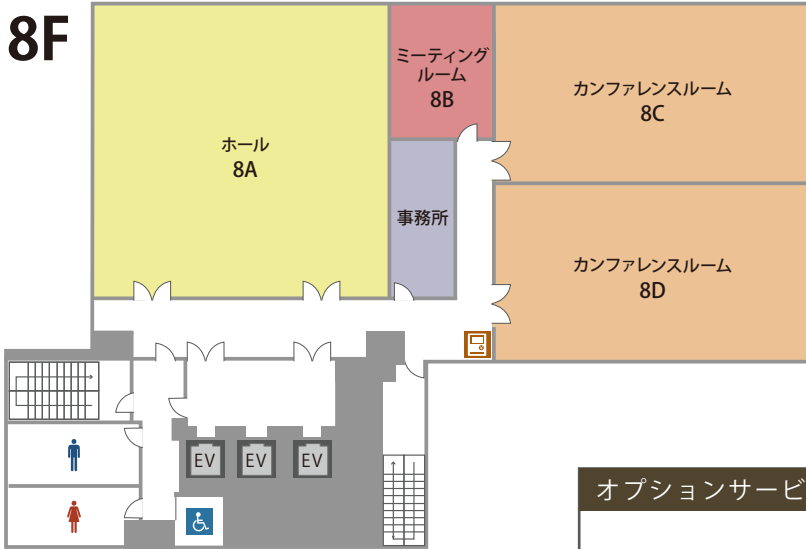 8F
ホール
8A
ミーティング
ルーム
8B
カンファレンスルーム
8C
事務所
カンファレンスルーム
8D
EV
EV
EV
オプションサービ